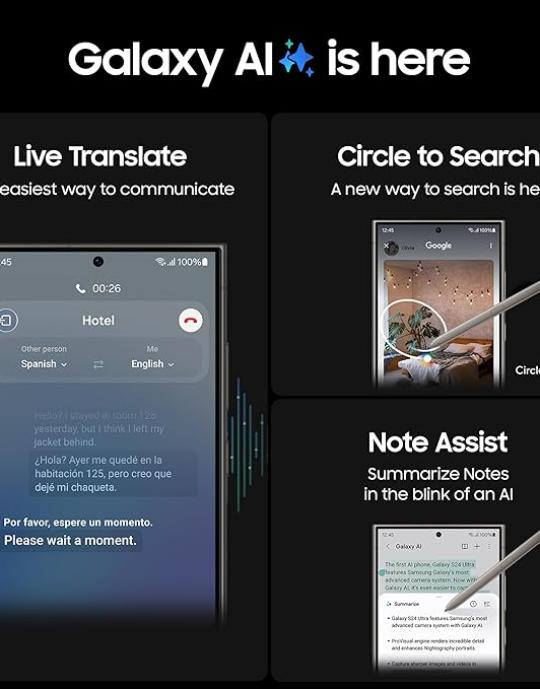 Galaxy AI is here
Live Translate
easiest way to communicate
:45
100%
00:26
Hotel
Other person
Me
Spanish
English
Hello? I stayed in room 125
yesterday, but I think I left my
jacket behind.
¿Hola? Ayer me quedé en la
habitación 125, pero creo que
dejé mi chaqueta.
Por favor, espere un momento.
Please wait a moment.
Circle to Search
A new way to search is he
12:45
100%
Olivia
Google
Circle
Note Assist
Summarize Notes
in the blink of an AI
12:45
100%
Galaxy AI
The first AI phone, Galaxy S24 Ultra
features Samsung Galaxy's most
advanced camera system. Now with
Galaxy AI, it's even easier to
Summarize
Galaxy S24 Ultra features Samsung's most
advanced camera system with Galaxy AI.
ProVisual engine renders incredible detail
and enhances Nightography portraits.
Capture sharper images and videos in